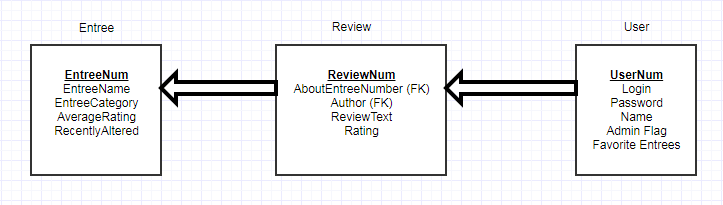 Entree
EntreeNum
EntreeName
EntreeCategory
AverageRating
RecentlyAltered
Review
ReviewNum
AboutEntreeNumber (FK)
Author (FK)
ReviewText
Rating
User
UserNum
Login
Password
Name
Admin Flag
Favorite Entrees